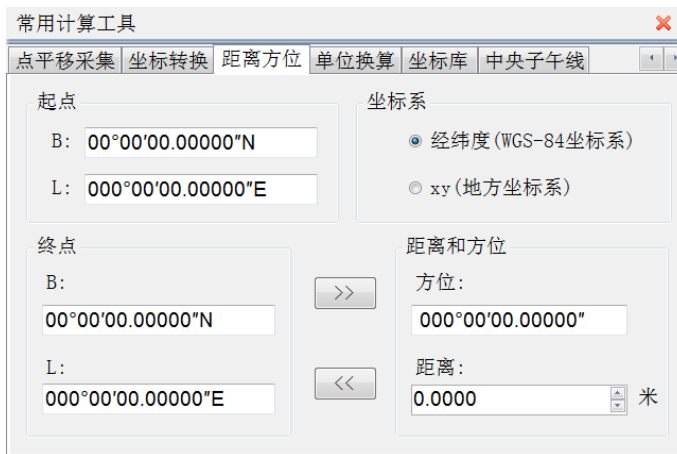 常用计算工具
点平移采集 坐标转换 距离方位 单位换算 坐标库 中央子午线
起点
B: 00°00′00.00000″N
L: 000°00′00.00000″E
坐标系
经纬度(WGS-84坐标系)
xy(地方坐标系)
终点
B:
00°00′00.00000″N
L:
000°00′00.00000″E
>>
<<
距离和方位
方位:
000°00′00.00000″
距离:
0.0000 米